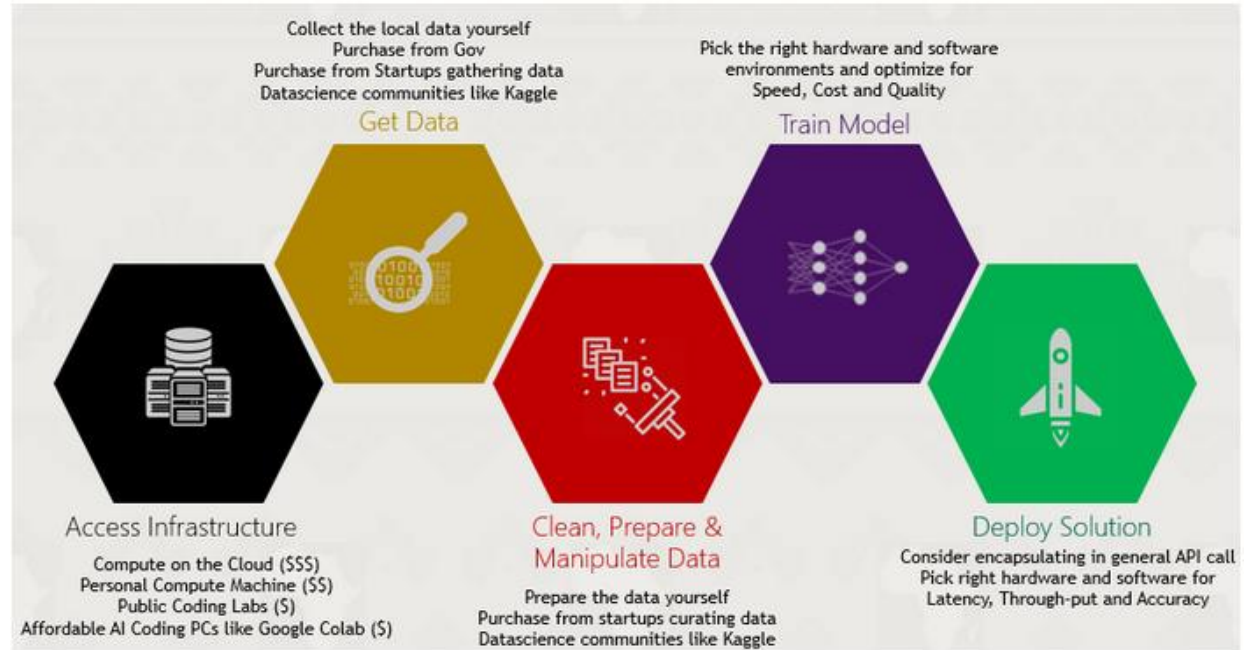 Collect the local data yourself
Purchase from Gov
Purchase from Startups gathering data
Datascience communities like Kaggle
Get Data
Pick the right hardware and software
environments and optimize for
Speed, Cost and Quality
Train Model
Access Infrastructure
Compute on the Cloud ($$$)
Personal Compute Machine ($$)
Public Coding Labs ($)
Affordable AI Coding PCs like Google Colab ($)
Clean, Prepare &
Manipulate Data
Prepare the data yourself
Purchase from startups curating data
Datascience communities like Kaggle
Deploy Solution
Consider encapsulating in general API call
Pick right hardware and software for
Latency, Through-put and Accuracy